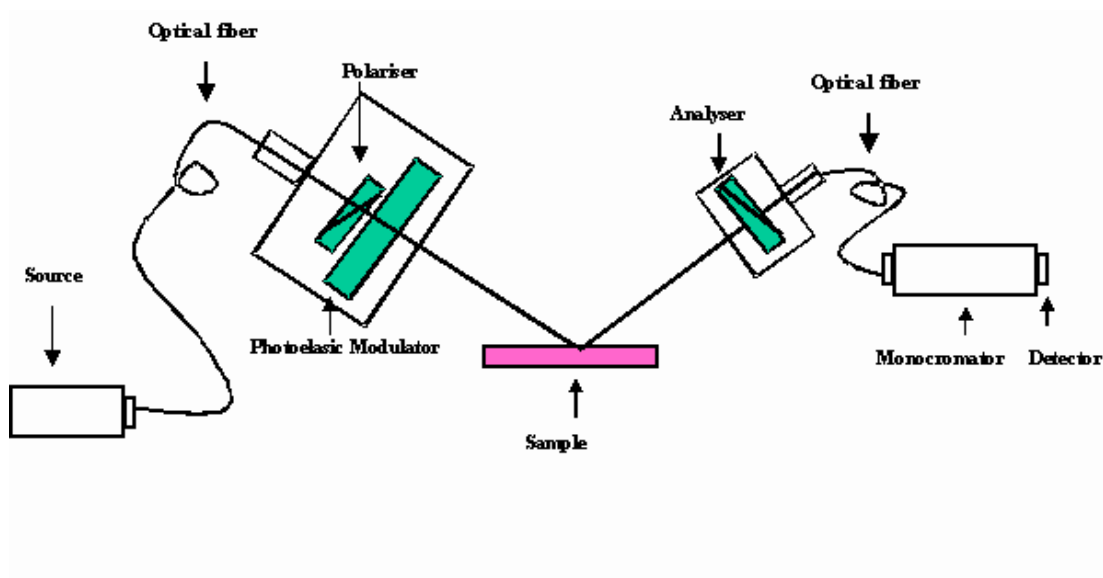 Optical fiber
Polariser
Optical fiber
Analyser
Source
Photoelasic Modulator
Monocromator
Detector
Sample